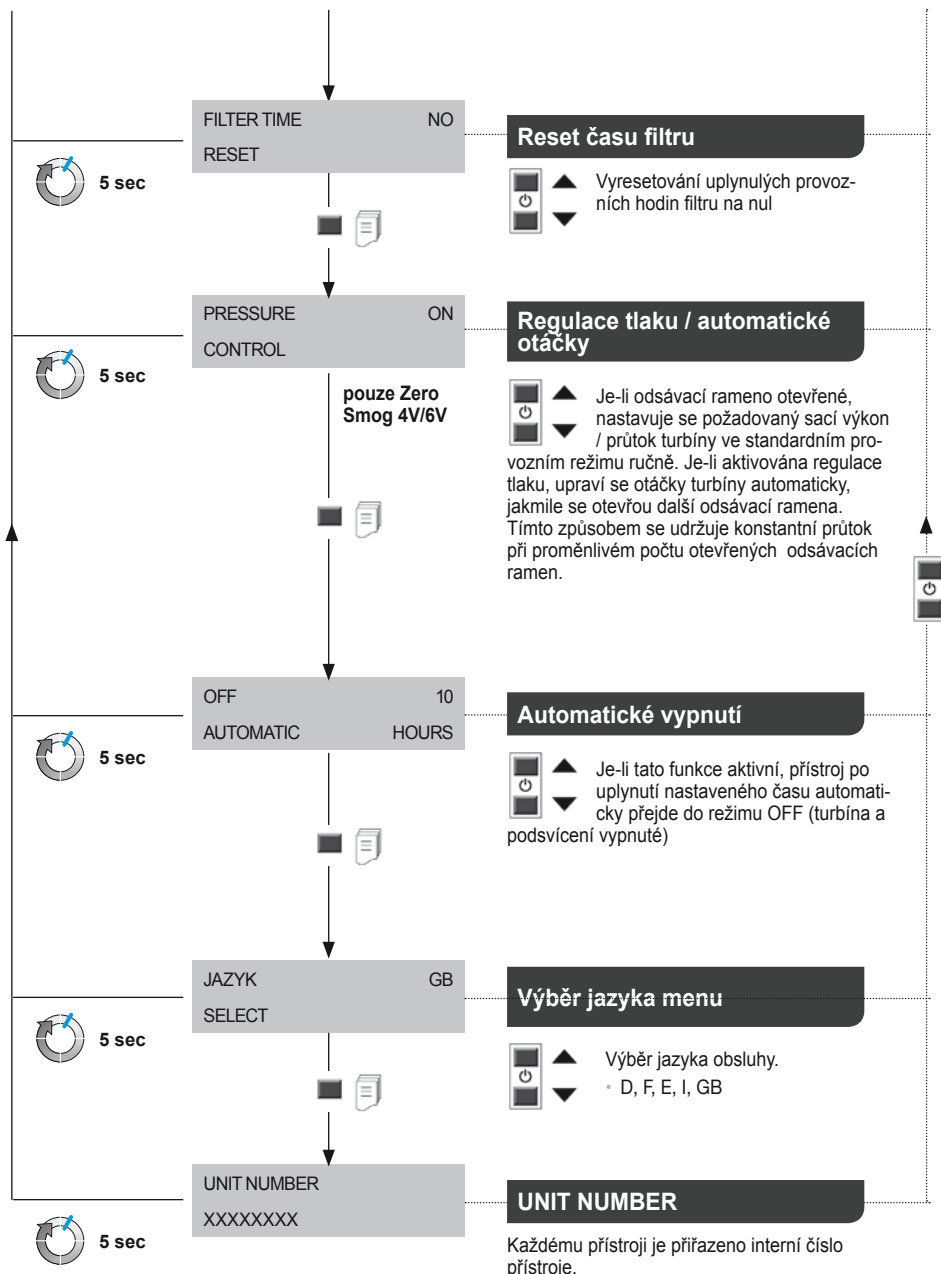 FILTER TIME NO
RESET
5 sec
Reset času filtru
Vyresetování uplynulých provoz-
ních hodin filtru na nul
PRESSURE ON
CONTROL
5 sec
pouze Zero
Smog 4V/6V
Regulace tlaku / automatické
otáčky
Je-li odsávací rameno otevřené,
nastavuje se požadovaný sací výkon
/ průtok turbíny ve standardním pro-
vozním režimu ručně. Je-li aktivována regulace
tlaku, upraví se otáčky turbíny automaticky,
jakmile se otevřou další odsávací ramena.
Tímto způsobem se udržuje konstantní průtok
při proměnlivém počtu otevřených odsávacích
ramen.
OFF 10
AUTOMATIC HOURS
5 sec
Automatické vypnutí
Je-li tato funkce aktivní, přístroj po
uplynutí nastaveného času automati-
cky přejde do režimu OFF (turbína a
podsvícení vypnuté)
JAZYK GB
SELECT
5 sec
Výběr jazyka menu
Výběr jazyka obsluhy.
• D, F, E, I, GB
UNIT NUMBER
XXXXXXXX
5 sec
UNIT NUMBER
Každému přístroji je přiřazeno interní číslo
přístroje.